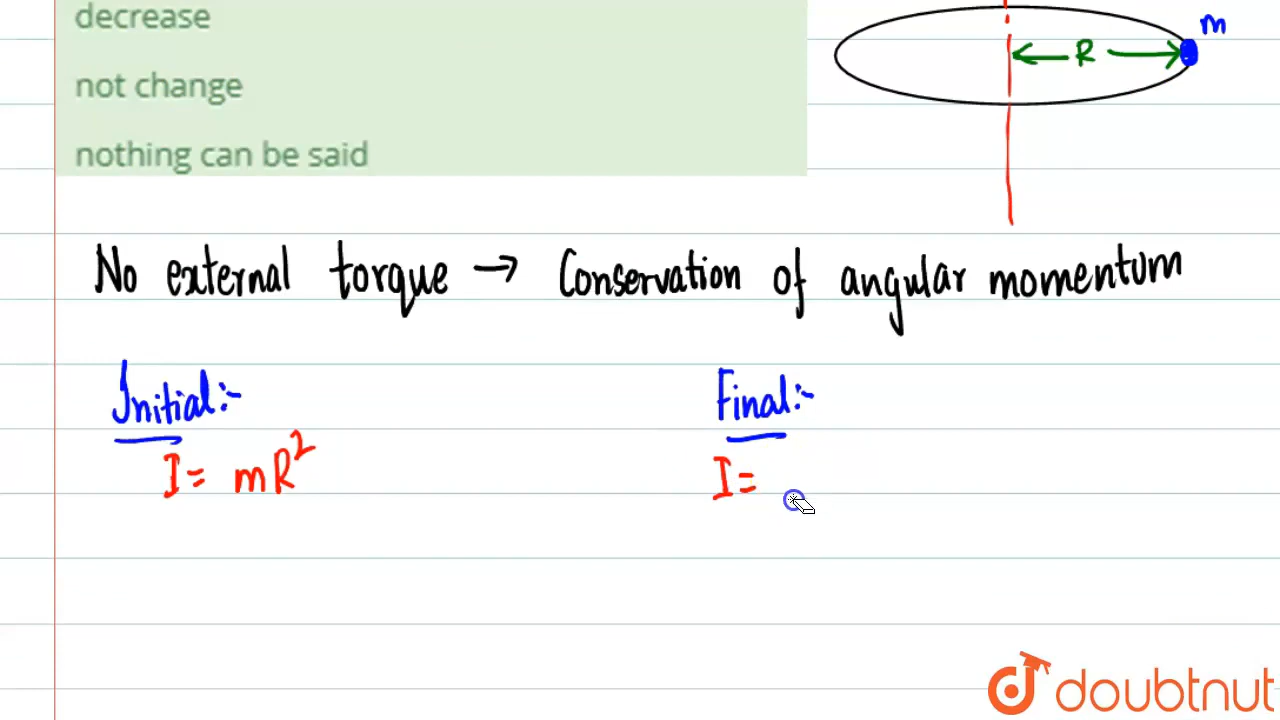 decrease
m
R
not change
nothing can be said
No external torque → Conservation of angular momentum
Initial:-
Final:-
I = mR²
I =
doubtnut